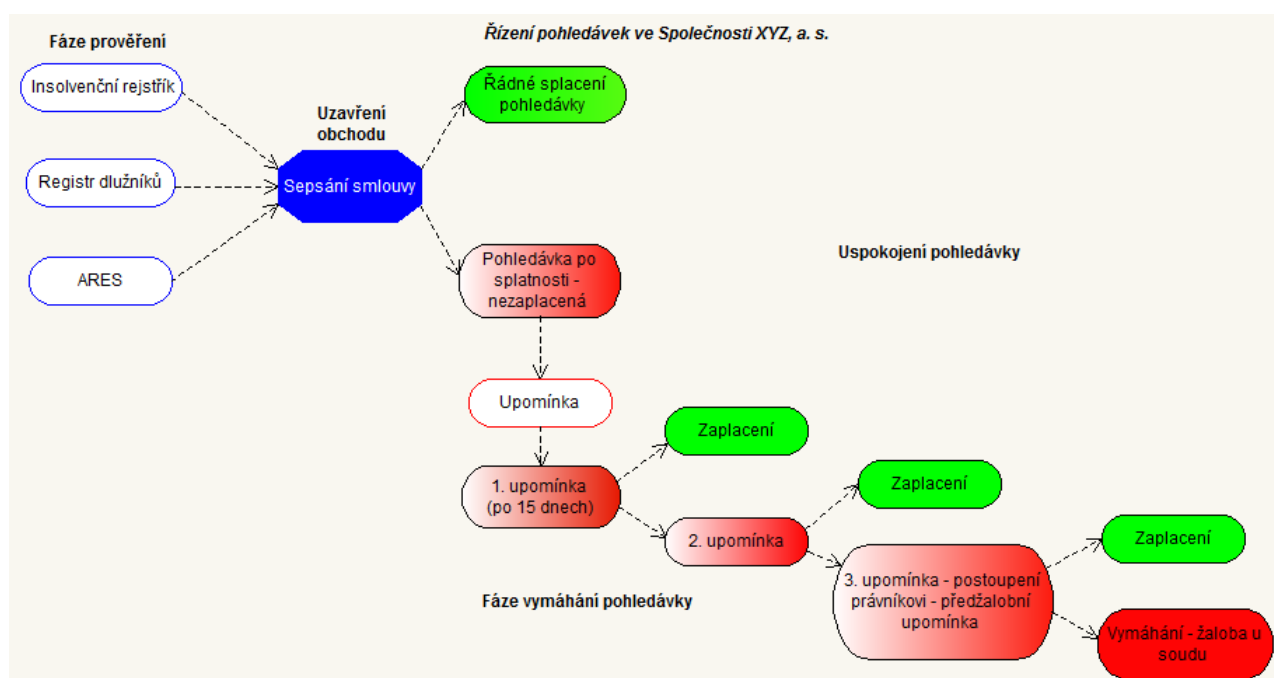 Řízení pohledávek ve Společnosti XYZ, a. s.
Fáze prověření
Insolvenční rejstřík
Registr dlužníků
ARES
Uzavření
obchodu
Sepsání smlouvy
Řádné splacení
pohledávky
Pohledávka po
splatnosti -
nezaplacená
Uspokojení pohledávky
Upomínka
1. upomínka
(po 15 dnech)
Zaplacení
2. upomínka
Zaplacení
3. upomínka - postoupení
právníkovi - předžalobní
upomínka
Zaplacení
Vymáhání - žaloba u
soudu
Fáze vymáhání pohledávky